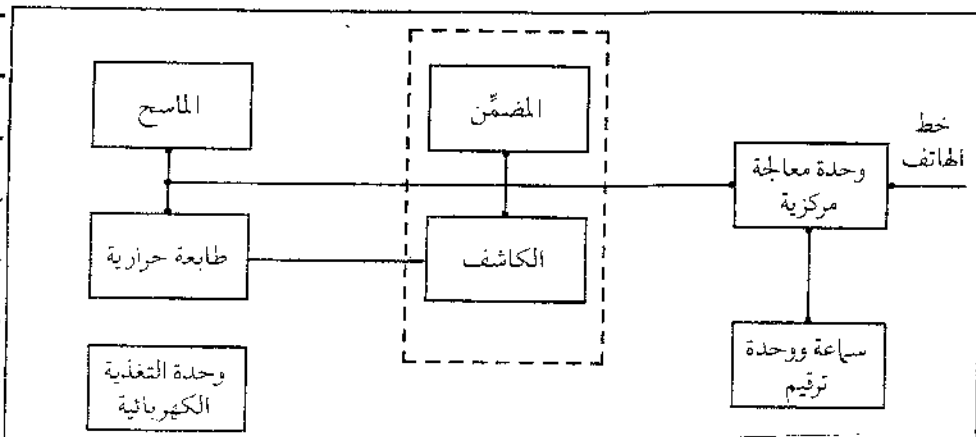 الماسح
المضمِّن
خط
الهاتف
وحدة معالجة
مركزية
طابعة حرارية
الكاشف
سماعة ووحدة
ترقيم
وحدة التغذية
الكهربائية